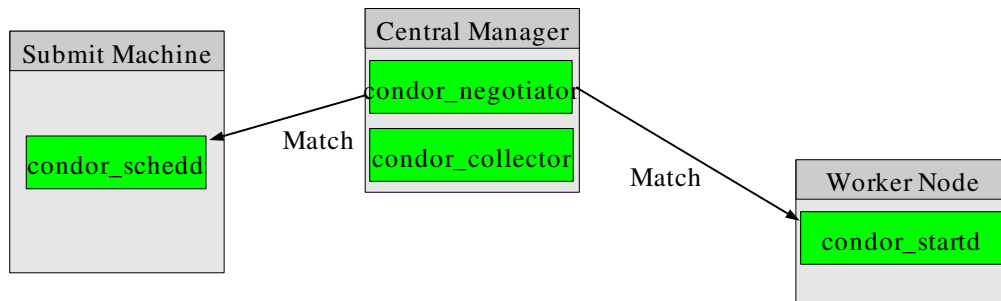 Central Manager
Submit Machine
condor_negotiator
Match
condor_schedd
condor_collector
Match
Worker Node
condor_startd